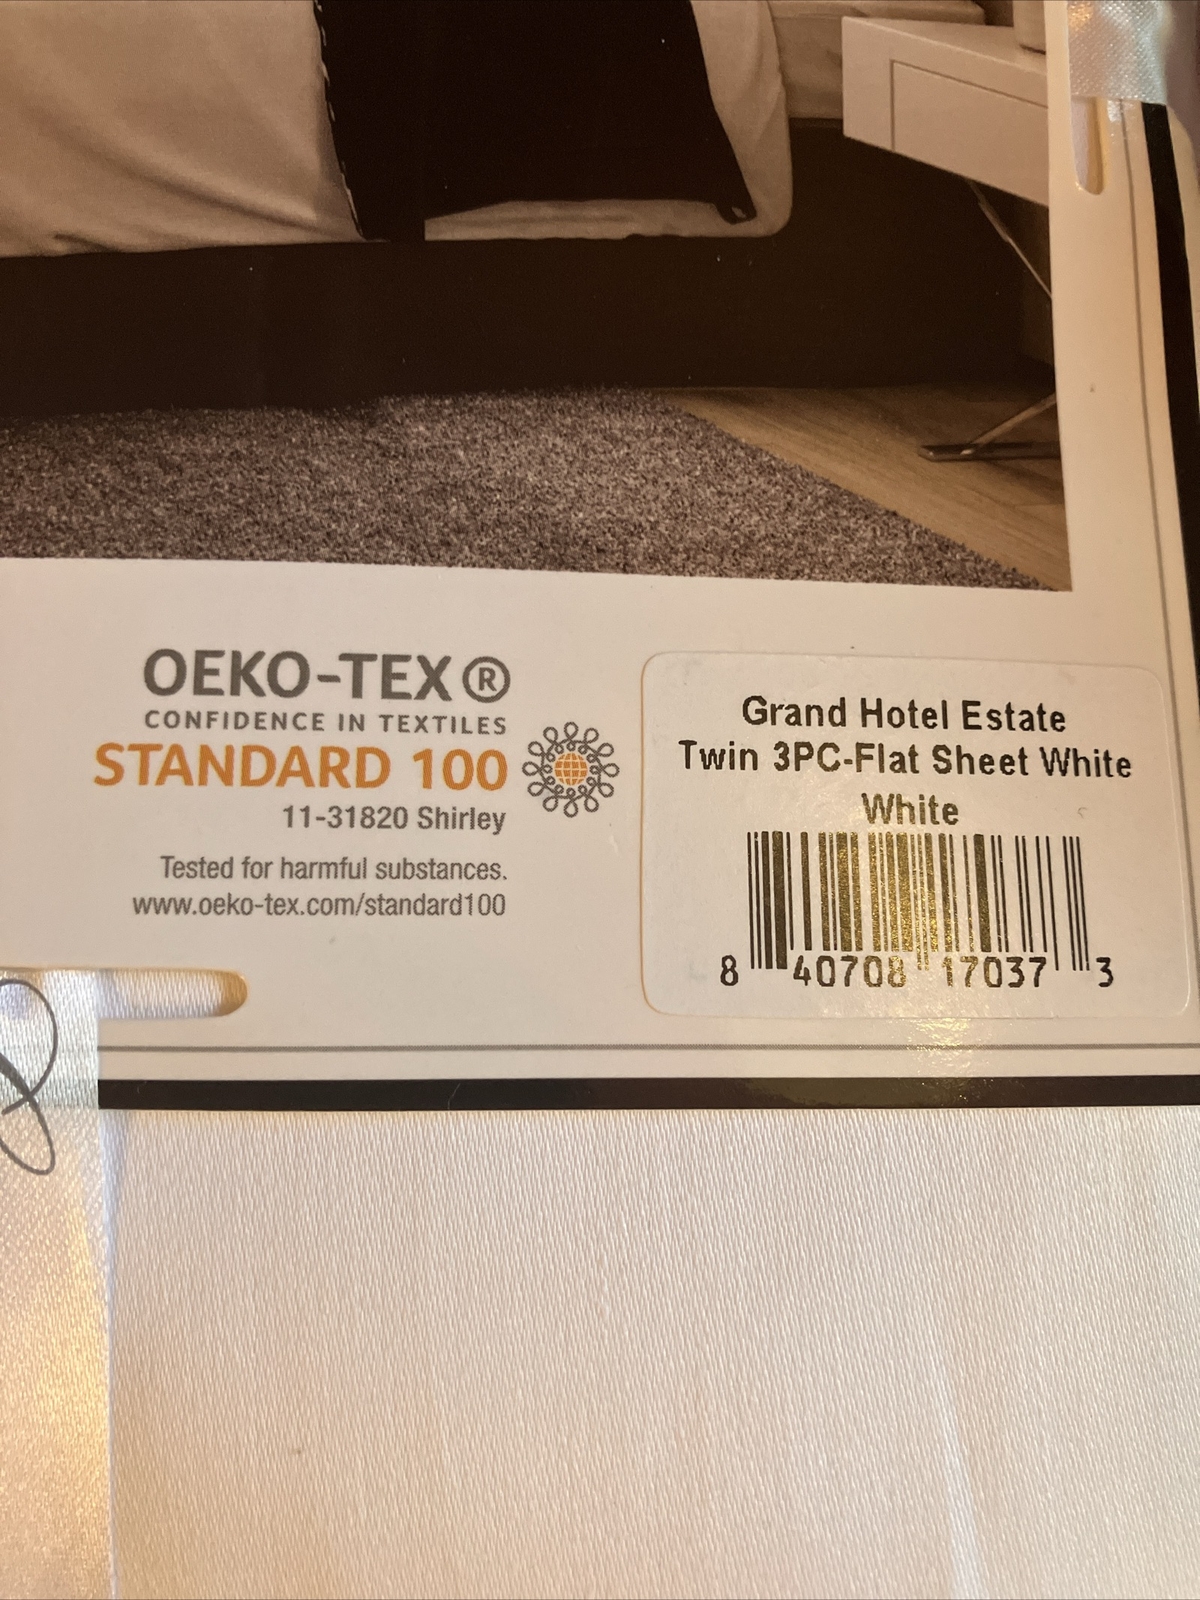 OEKO-TEX®
CONFIDENCE IN TEXTILES
STANDARD 100
11-31820 Shirley
Tested for harmful substances.
www.oeko-tex.com/standard100
Grand Hotel Estate
Twin 3PC-Flat Sheet White
White
8 40708 17037 3